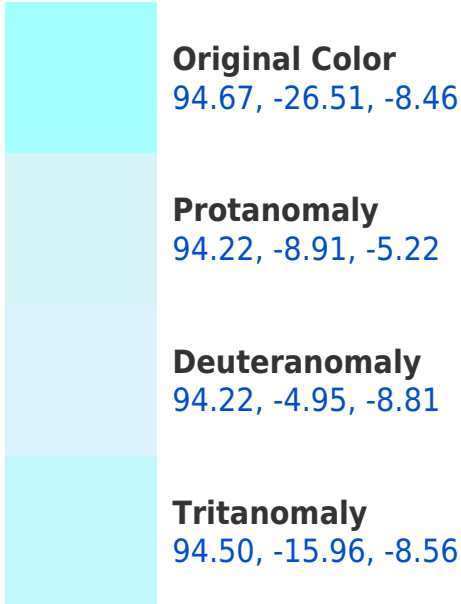 Original Color
94.67, -26.51, -8.46
Protanomaly
94.22, -8.91, -5.22
Deuteranomaly
94.22, -4.95, -8.81
Tritanomaly
94.50, -15.96, -8.56